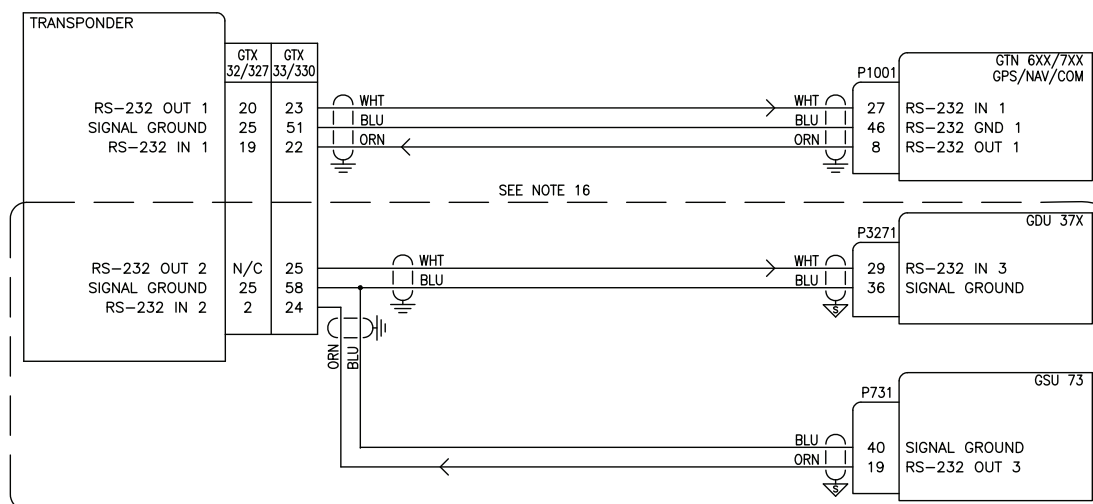 TRANSPONDER
GTX 32/327
GTX 33/330
RS-232 OUT 1 20 23 WHT WHT 27 RS-232 IN 1
SIGNAL GROUND 25 51 BLU BLU 46 RS-232 GND 1
RS-232 IN 1 19 22 ORN ORN 8 RS-232 OUT 1
P1001
GTN 6XX/7XX
GPS/NAV/COM
SEE NOTE 16
RS-232 OUT 2 N/C 25 WHT WHT 29 RS-232 IN 3
SIGNAL GROUND 25 58 BLU BLU 36 SIGNAL GROUND
RS-232 IN 2 2 24
P3271
GDU 37X
S
ORN
BLU
P731
GSU 73
BLU 40 SIGNAL GROUND
ORN 19 RS-232 OUT 3
S